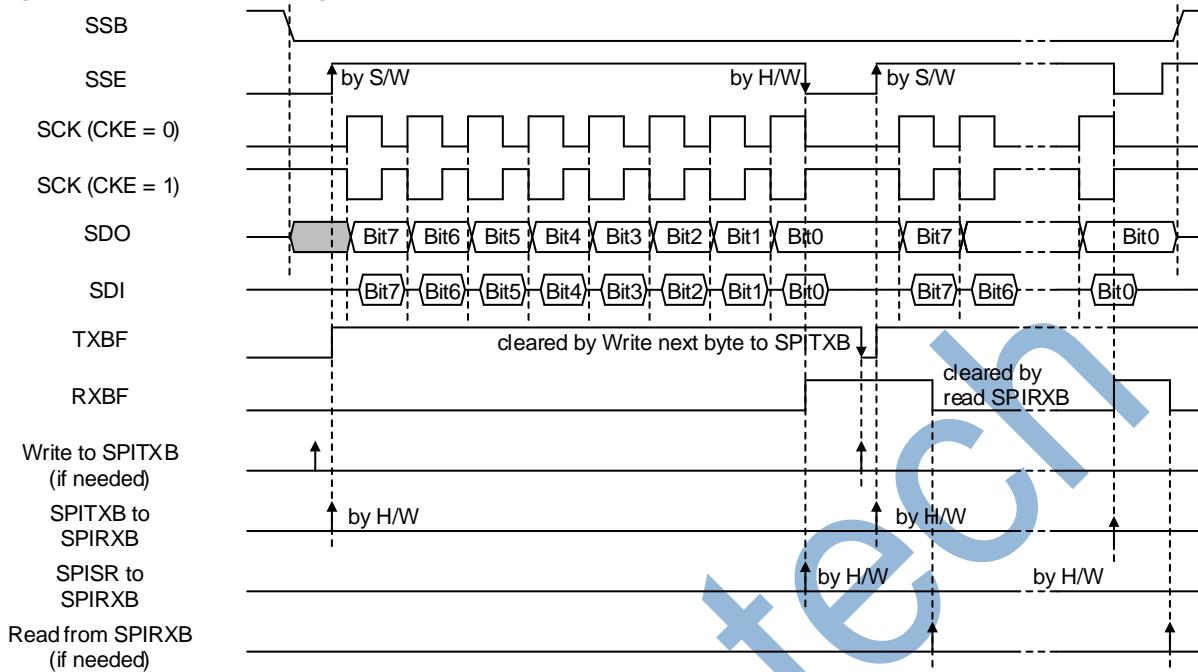 SSB
SSE
by S/W
by H/W
by S/W
SCK (CKE = 0)
SCK (CKE = 1)
SDO
Bit7 Bit6 Bit5 Bit4 Bit3 Bit2 Bit1 Bit0 Bit7 Bit0
SDI
Bit7 Bit6 Bit5 Bit4 Bit3 Bit2 Bit1 Bit0 Bit7 Bit6 Bit0
TXBF
cleared by Write next byte to SPITXB
RXBF
cleared by
read SPIRXB
Write to SPITXB
(if needed)
SPITXB to
SPIRXB
by H/W
by H/W
SPISR to
SPIRXB
by H/W
by H/W
Read from SPIRXB
(if needed)
tech